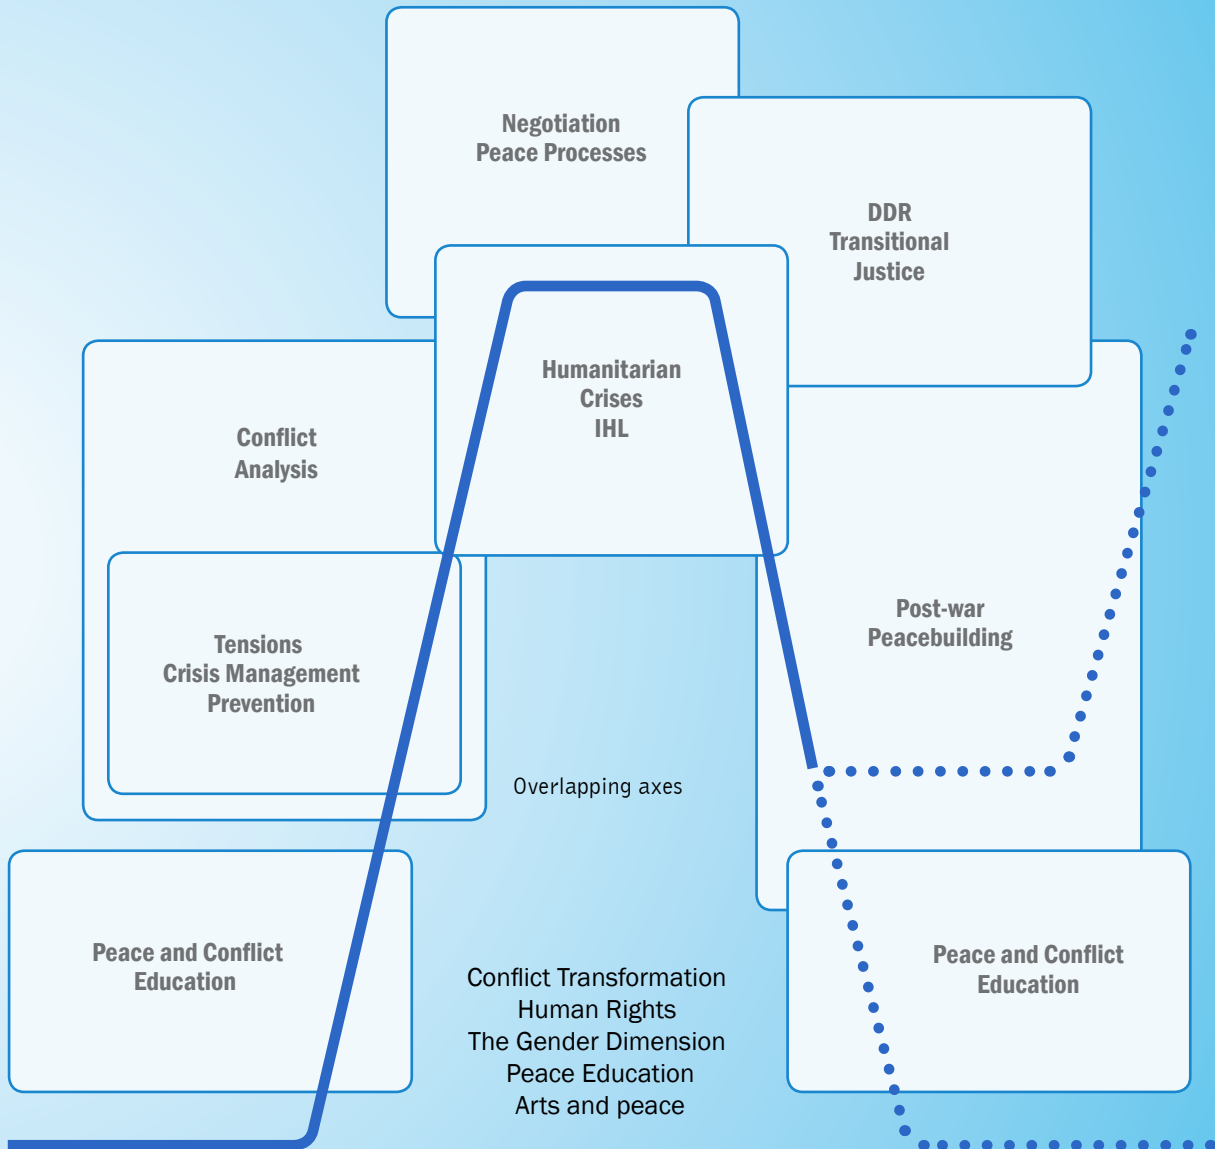 Negotiation
Peace Processes
DDR
Transitional
Justice
Humanitarian
Crises
IHL
Conflict
Analysis
Post-war
Peacebuilding
Tensions
Crisis Management
Prevention
Overlapping axes
Peace and Conflict
Education
Conflict Transformation
Human Rights
The Gender Dimension
Peace Education
Arts and peace
Peace and Conflict
Education